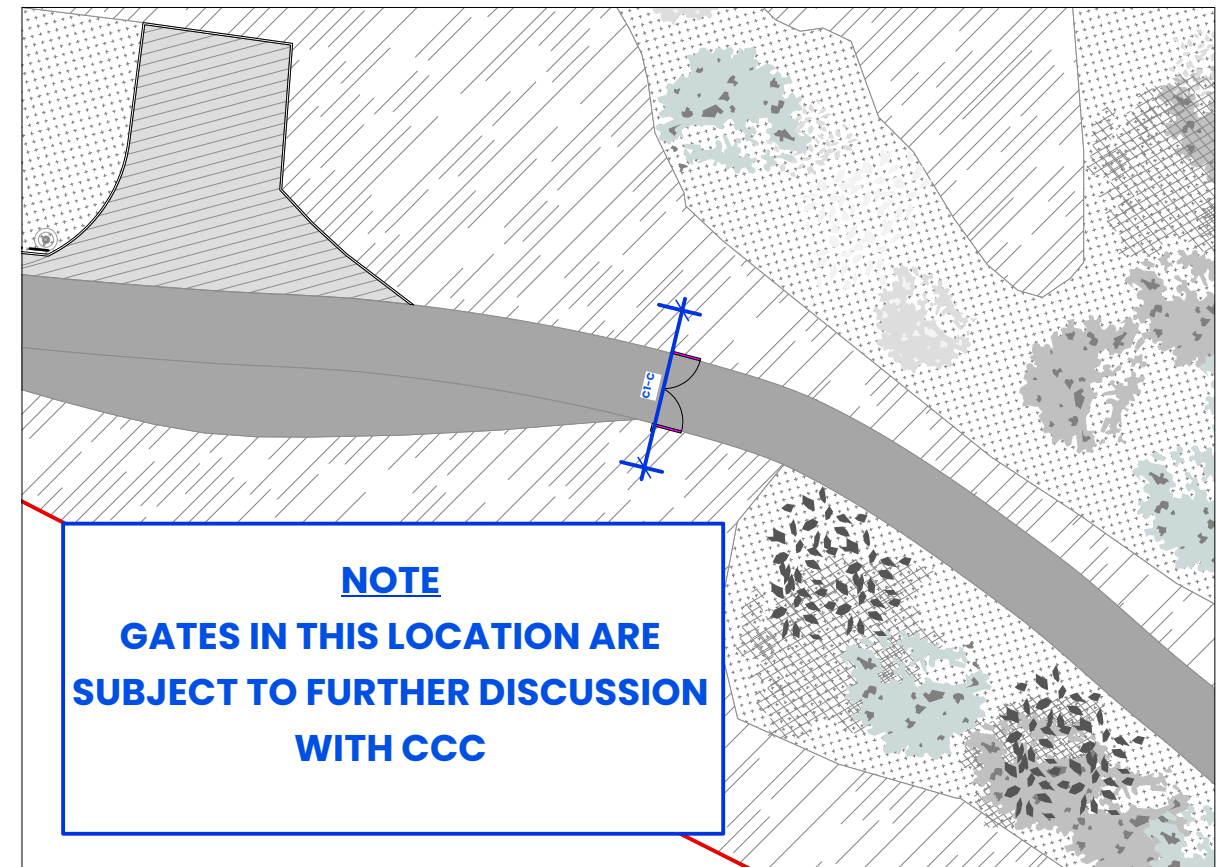 C1-C
NOTE
GATES IN THIS LOCATION ARE
SUBJECT TO FURTHER DISCUSSION
WITH CCC